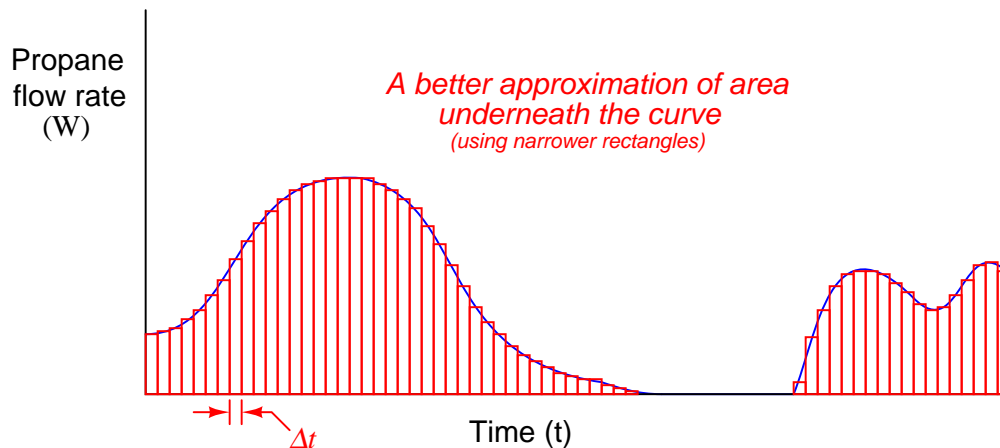 Propane
flow rate
(W)
A better approximation of area
underneath the curve
(using narrower rectangles)
Δt
Time (t)